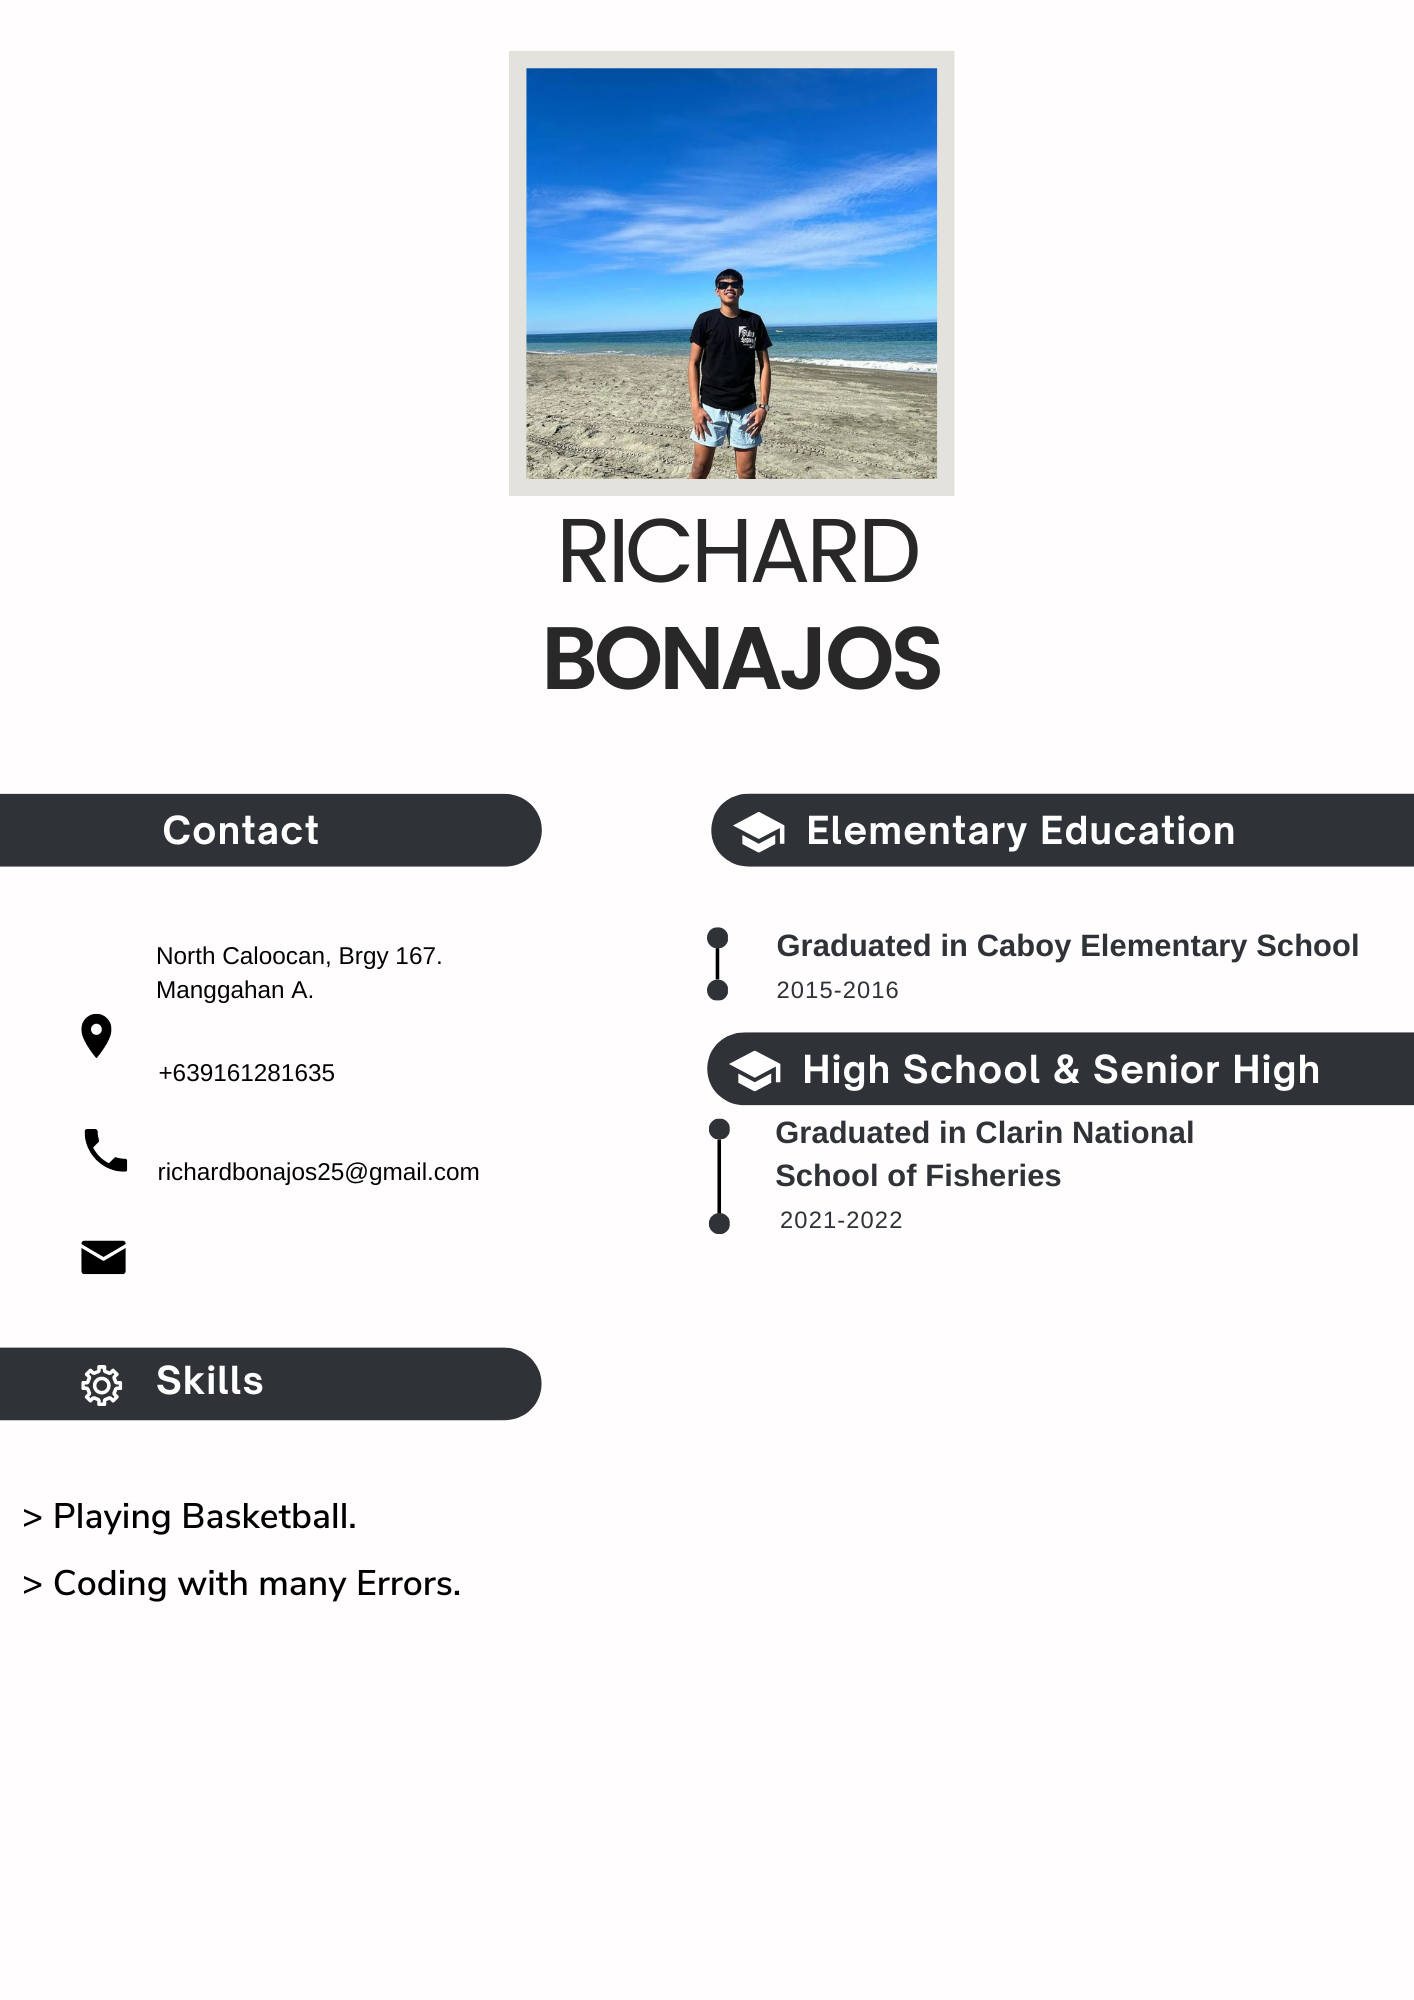 RICHARD
BONAJOS
Contact
North Caloocan, Brgy 167.
Manggahan A.
+639161281635
richardbonajos25@gmail.com
Skills
> Playing Basketball.
> Coding with many Errors.
Elementary Education
Graduated in Caboy Elementary School
2015-2016
High School & Senior High
Graduated in Clarin National
School of Fisheries
2021-2022